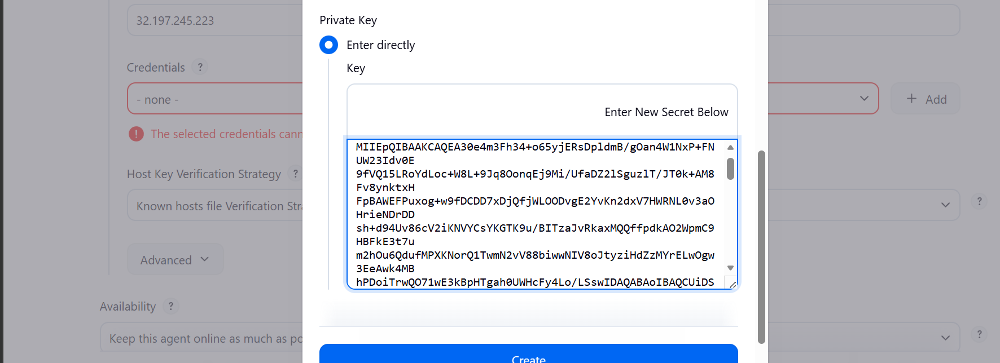 32.197.245.223
Credentials ?
- none -
+ Add
The selected credentials cann
Host Key Verification Strategy ?
Known hosts file Verification Stra
?
Advanced
Availability ?
Keep this agent online as much as po
?
Private Key
Enter directly
Key
Enter New Secret Below
MIIEpQIBAAKCAQEA30e4m3Fh34+o65yjERsDpldmB/gOan4W1NxP+FN
UW23Idv0E
9fVQ15LRoYdLoc+W8L+9Jq8OonqEj9Mi/UfaDZ2lSguzlT/JT0k+AM8
Fv8ynktxH
FpBAWEFPuxog+w9fDCDD7xDjQfjWLOODvgE2YvKn2dxV7HWRNL0v3aO
HrieNDrDD
sh+d94Uv86cV2iKNVYCsYKGTK9u/BITzaJvRkaxMQQffpdkAO2WpmC9
HBFkE3t7u
m2hOu6QdufMPXKNorQ1TwmN2vV88biwwNIV8oJtyziHdZzMYrELwOgw
3EeAwk4MB
hPDoiTrwQO71wE3kBpHTgah0UWHcFy4Lo/LSswIDAQABAoIBAQCUiDS
Create